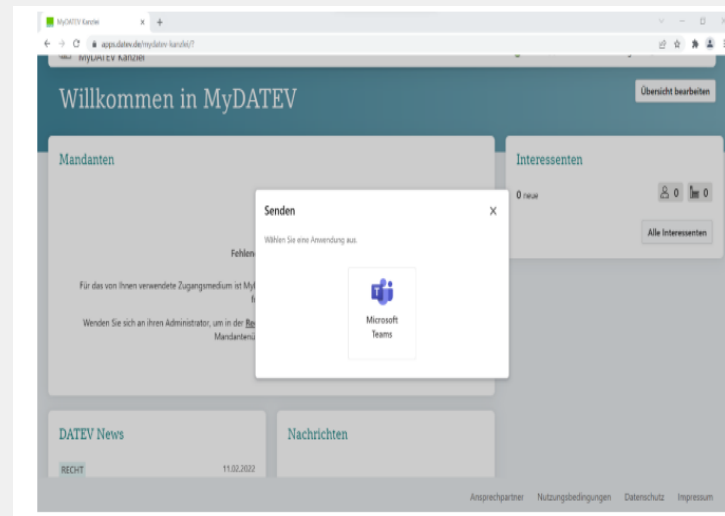 MyDATEV Kanzlei
apps.datev.de/mydatev-kanzlei/?
MyDATEV Kanzlei
Willkommen in MyDATEV
Übersicht bearbeiten
Mandanten
Fehlen
Für das von Ihnen verwendete Zugangsmedium ist My
f
Wenden Sie sich an ihren Administrator, um in der Re
Mandantenü
Interessenten
0 neue
0
0
Alle Interessenten
Senden
Wählen Sie eine Anwendung aus.
Microsoft
Teams
DATEV News
RECHT
11.02.2022
Nachrichten
Ansprechpartner Nutzungsbedingungen Datenschutz Impressum